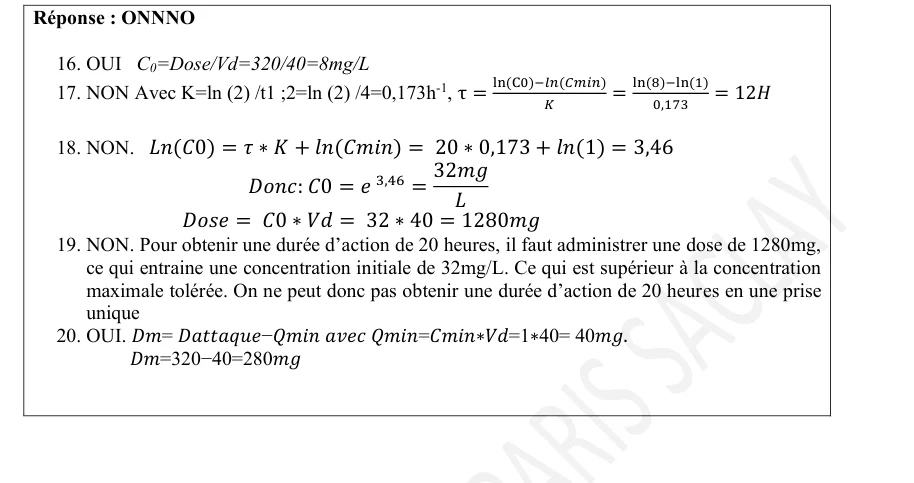 Réponse : ONNNO
16. OUI C0=Dose/Vd=320/40=8mg/L
17. NON Avec K=ln (2) /t1 ;2=ln (2) /4=0,173h-1, τ = ln(C0)−ln(Cmin)/K = ln(8)−ln(1)/0,173 = 12H
18. NON. Ln(C0) = τ ∗ K + ln(Cmin) = 20 ∗ 0,173 + ln(1) = 3,46
Donc: C0 = e 3,46 = 32mg/L
Dose = C0 ∗ Vd = 32 ∗ 40 = 1280mg
19. NON. Pour obtenir une durée d’action de 20 heures, il faut administrer une dose de 1280mg,
ce qui entraine une concentration initiale de 32mg/L. Ce qui est supérieur à la concentration
maximale tolérée. On ne peut donc pas obtenir une durée d’action de 20 heures en une prise
unique
20. OUI. Dm= Dattaque−Qmin avec Qmin=Cmin∗Vd=1∗40= 40mg.
Dm=320−40=280mg
PARIS SACLAY